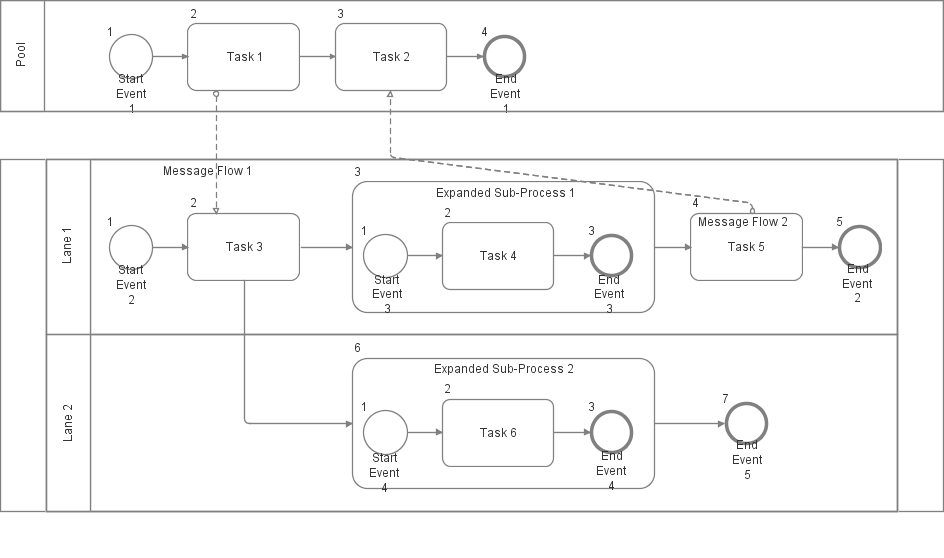 Pool
1
2
3
4
Task 1
Task 2
Start
Event
1
End
Event
1
Message Flow 1
Lane 1
1
2
3
4
5
Start
Event
2
Task 3
Expanded Sub-Process 1
1
2
3
Start
Event
3
Task 4
End
Event
3
Message Flow 2
Task 5
End
Event
2
Lane 2
6
Expanded Sub-Process 2
1
2
3
Start
Event
4
Task 6
End
Event
4
7
End
Event
5